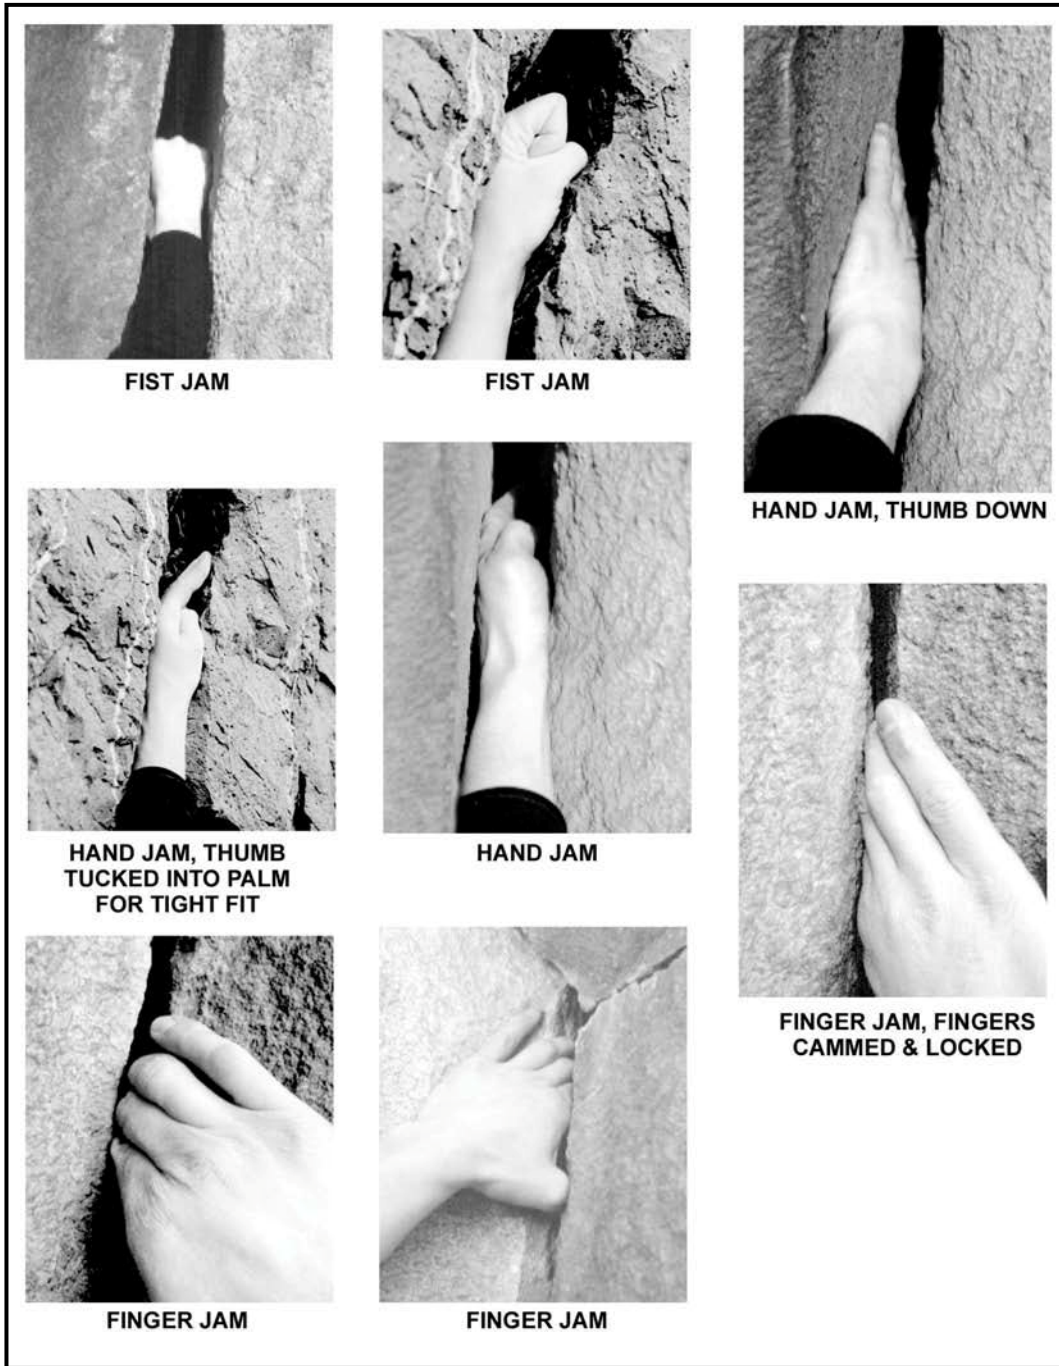 FIST JAM
FIST JAM
HAND JAM, THUMB DOWN
HAND JAM, THUMB
TUCKED INTO PALM
FOR TIGHT FIT
HAND JAM
FINGER JAM, FINGERS
CAMMED & LOCKED
FINGER JAM
FINGER JAM